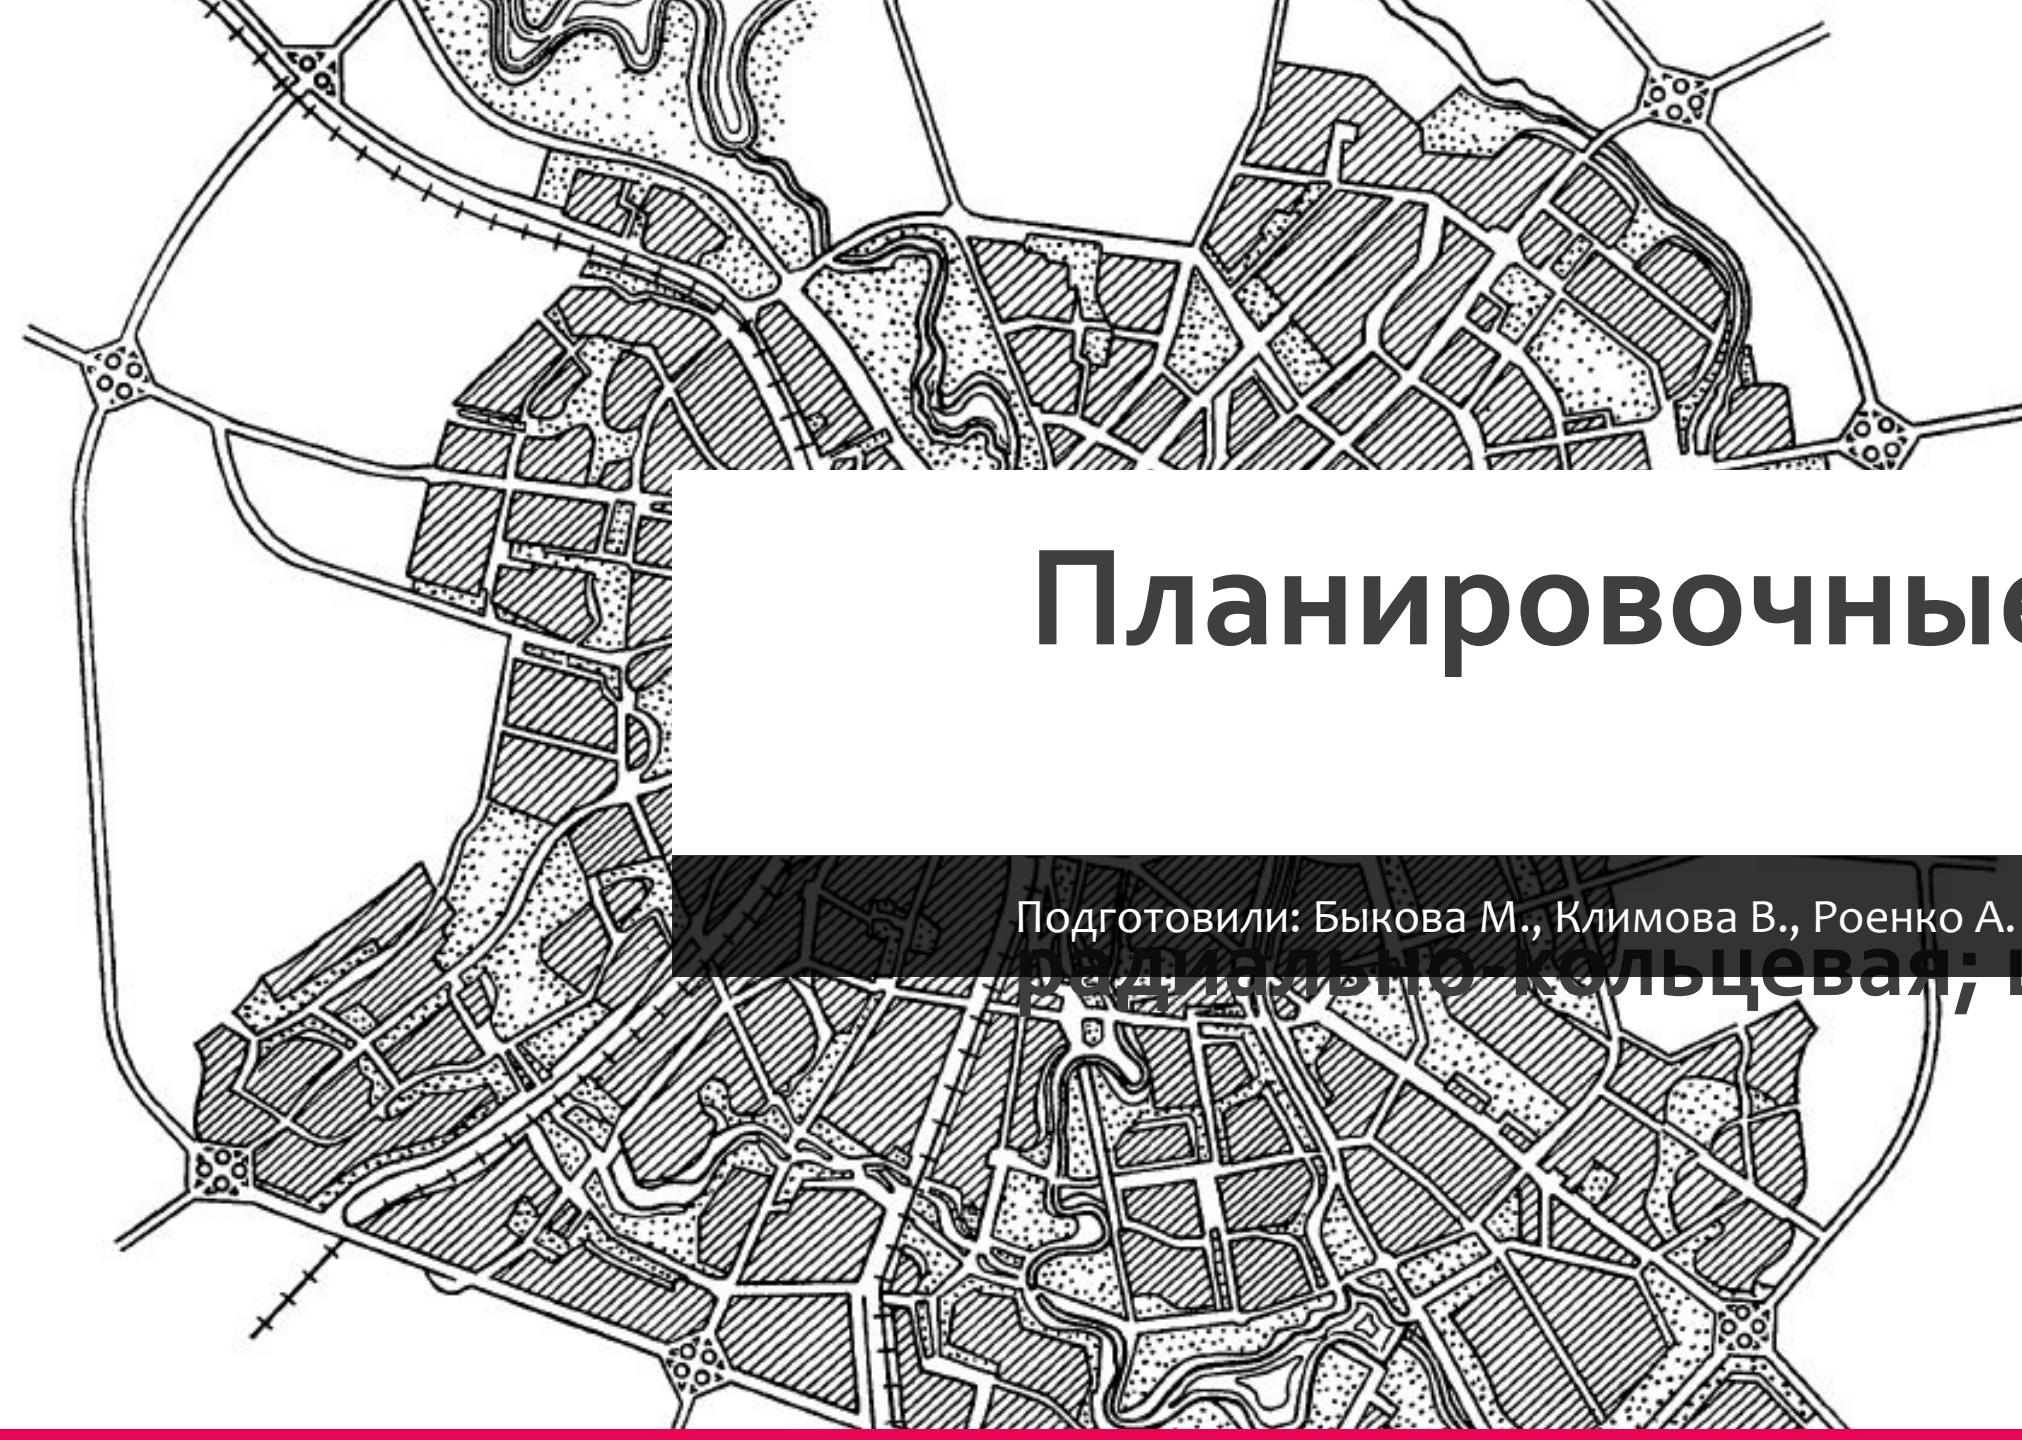 Планировочные
Подготовили: Быкова М., Климова В., Роенко А.
радиально-кольцевая;